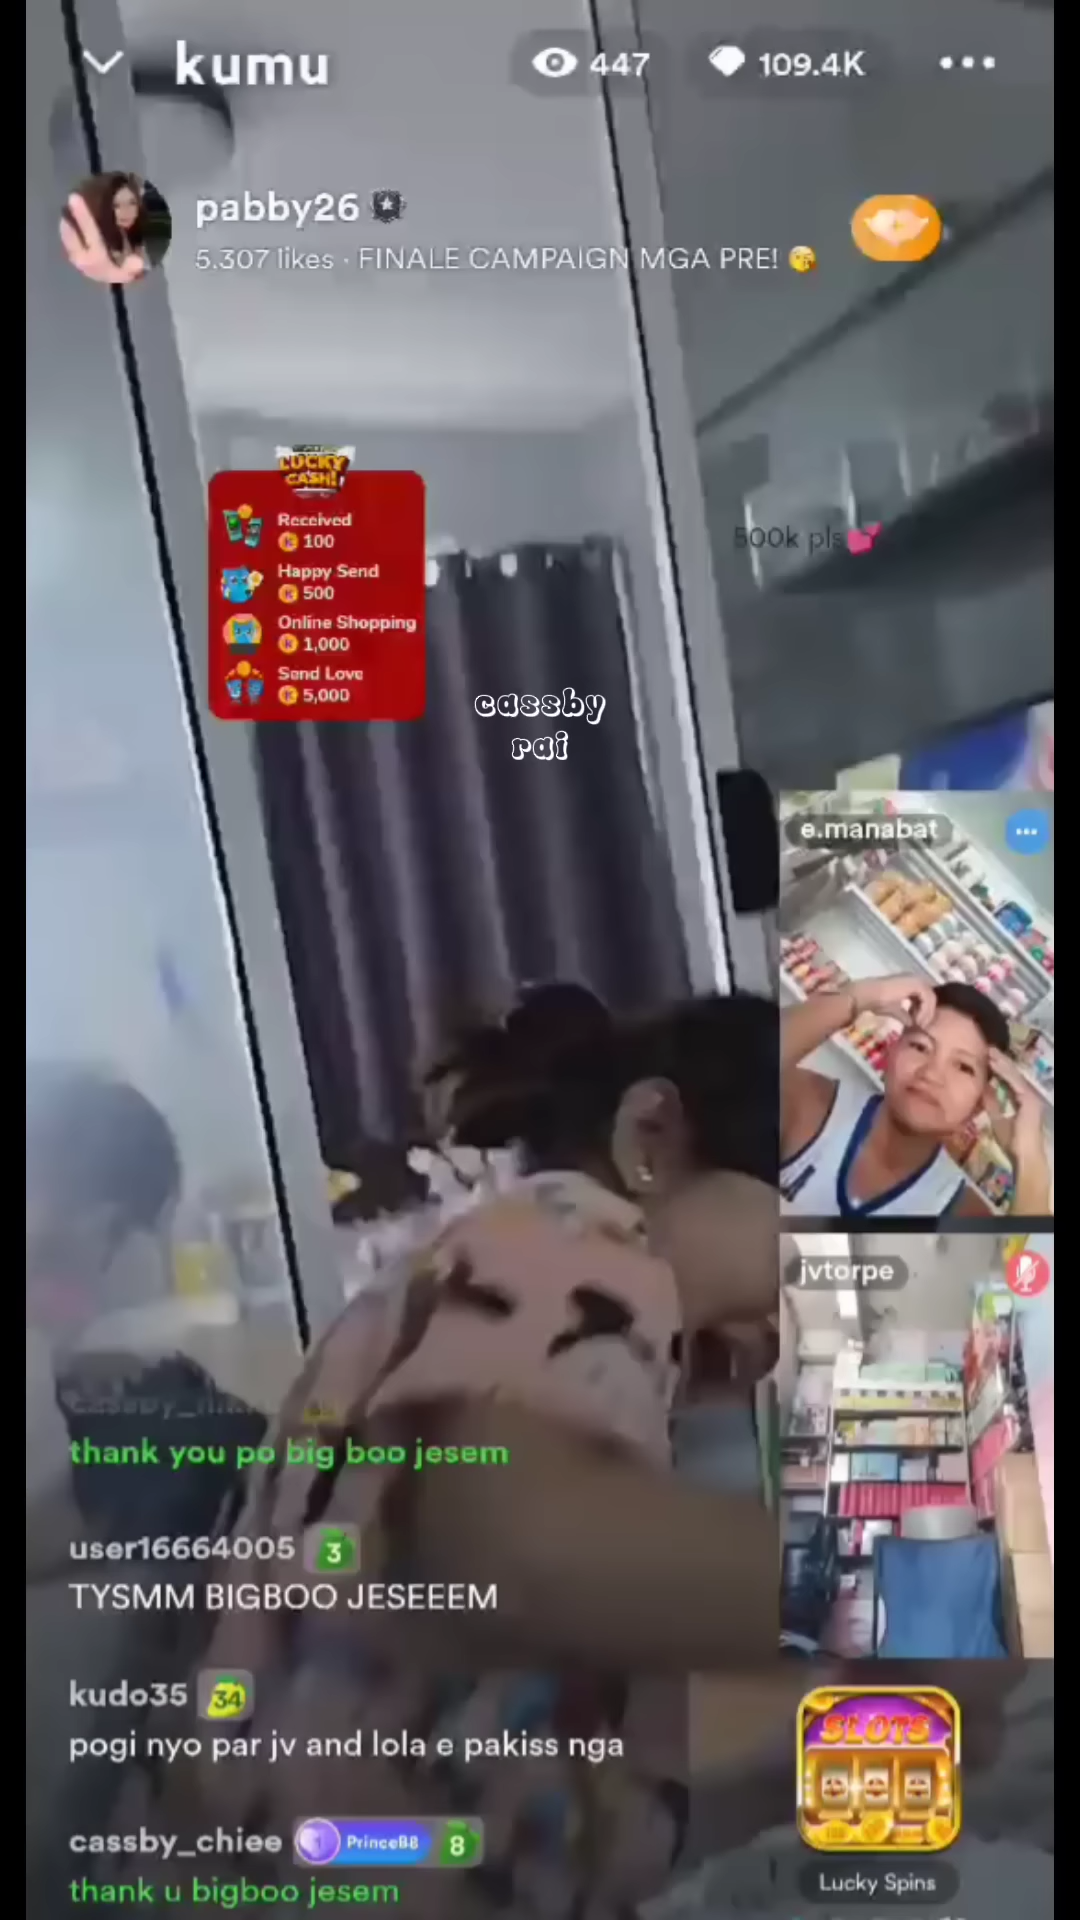 kumu
447
109.4K
pabby26
5.307 likes · FINALE CAMPAIGN MGA PRE! 😘
LUCKY
CASH!
Received
100
Happy Send
500
Online Shopping
1,000
Send Love
5,000
500k pls💕
cassby
rai
e.manabat
jvtorpe
thank you po big boo jesem
user16664005 3
TYSMM BIGBOO JESEEEM
kudo35 34
pogi nyo par jv and lola e pakiss nga
cassby_chiee Prince88 8
thank u bigboo jesem
SLOTS
Lucky Spins